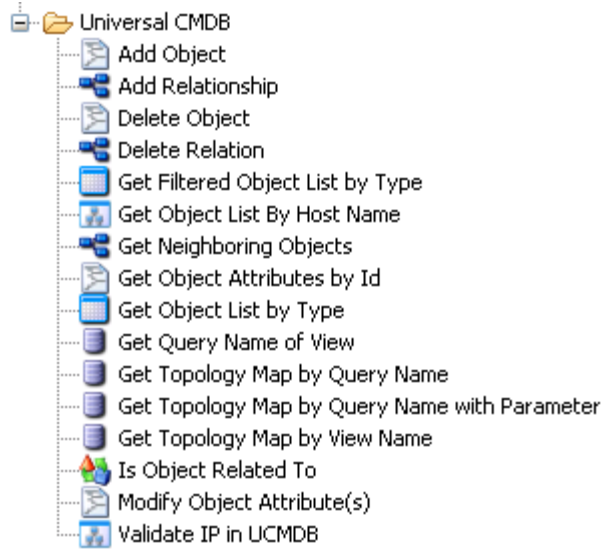 Universal CMDB
Add Object
Add Relationship
Delete Object
Delete Relation
Get Filtered Object List by Type
Get Object List By Host Name
Get Neighboring Objects
Get Object Attributes by Id
Get Object List by Type
Get Query Name of View
Get Topology Map by Query Name
Get Topology Map by Query Name with Parameter
Get Topology Map by View Name
Is Object Related To
Modify Object Attribute(s)
Validate IP in UCMDB